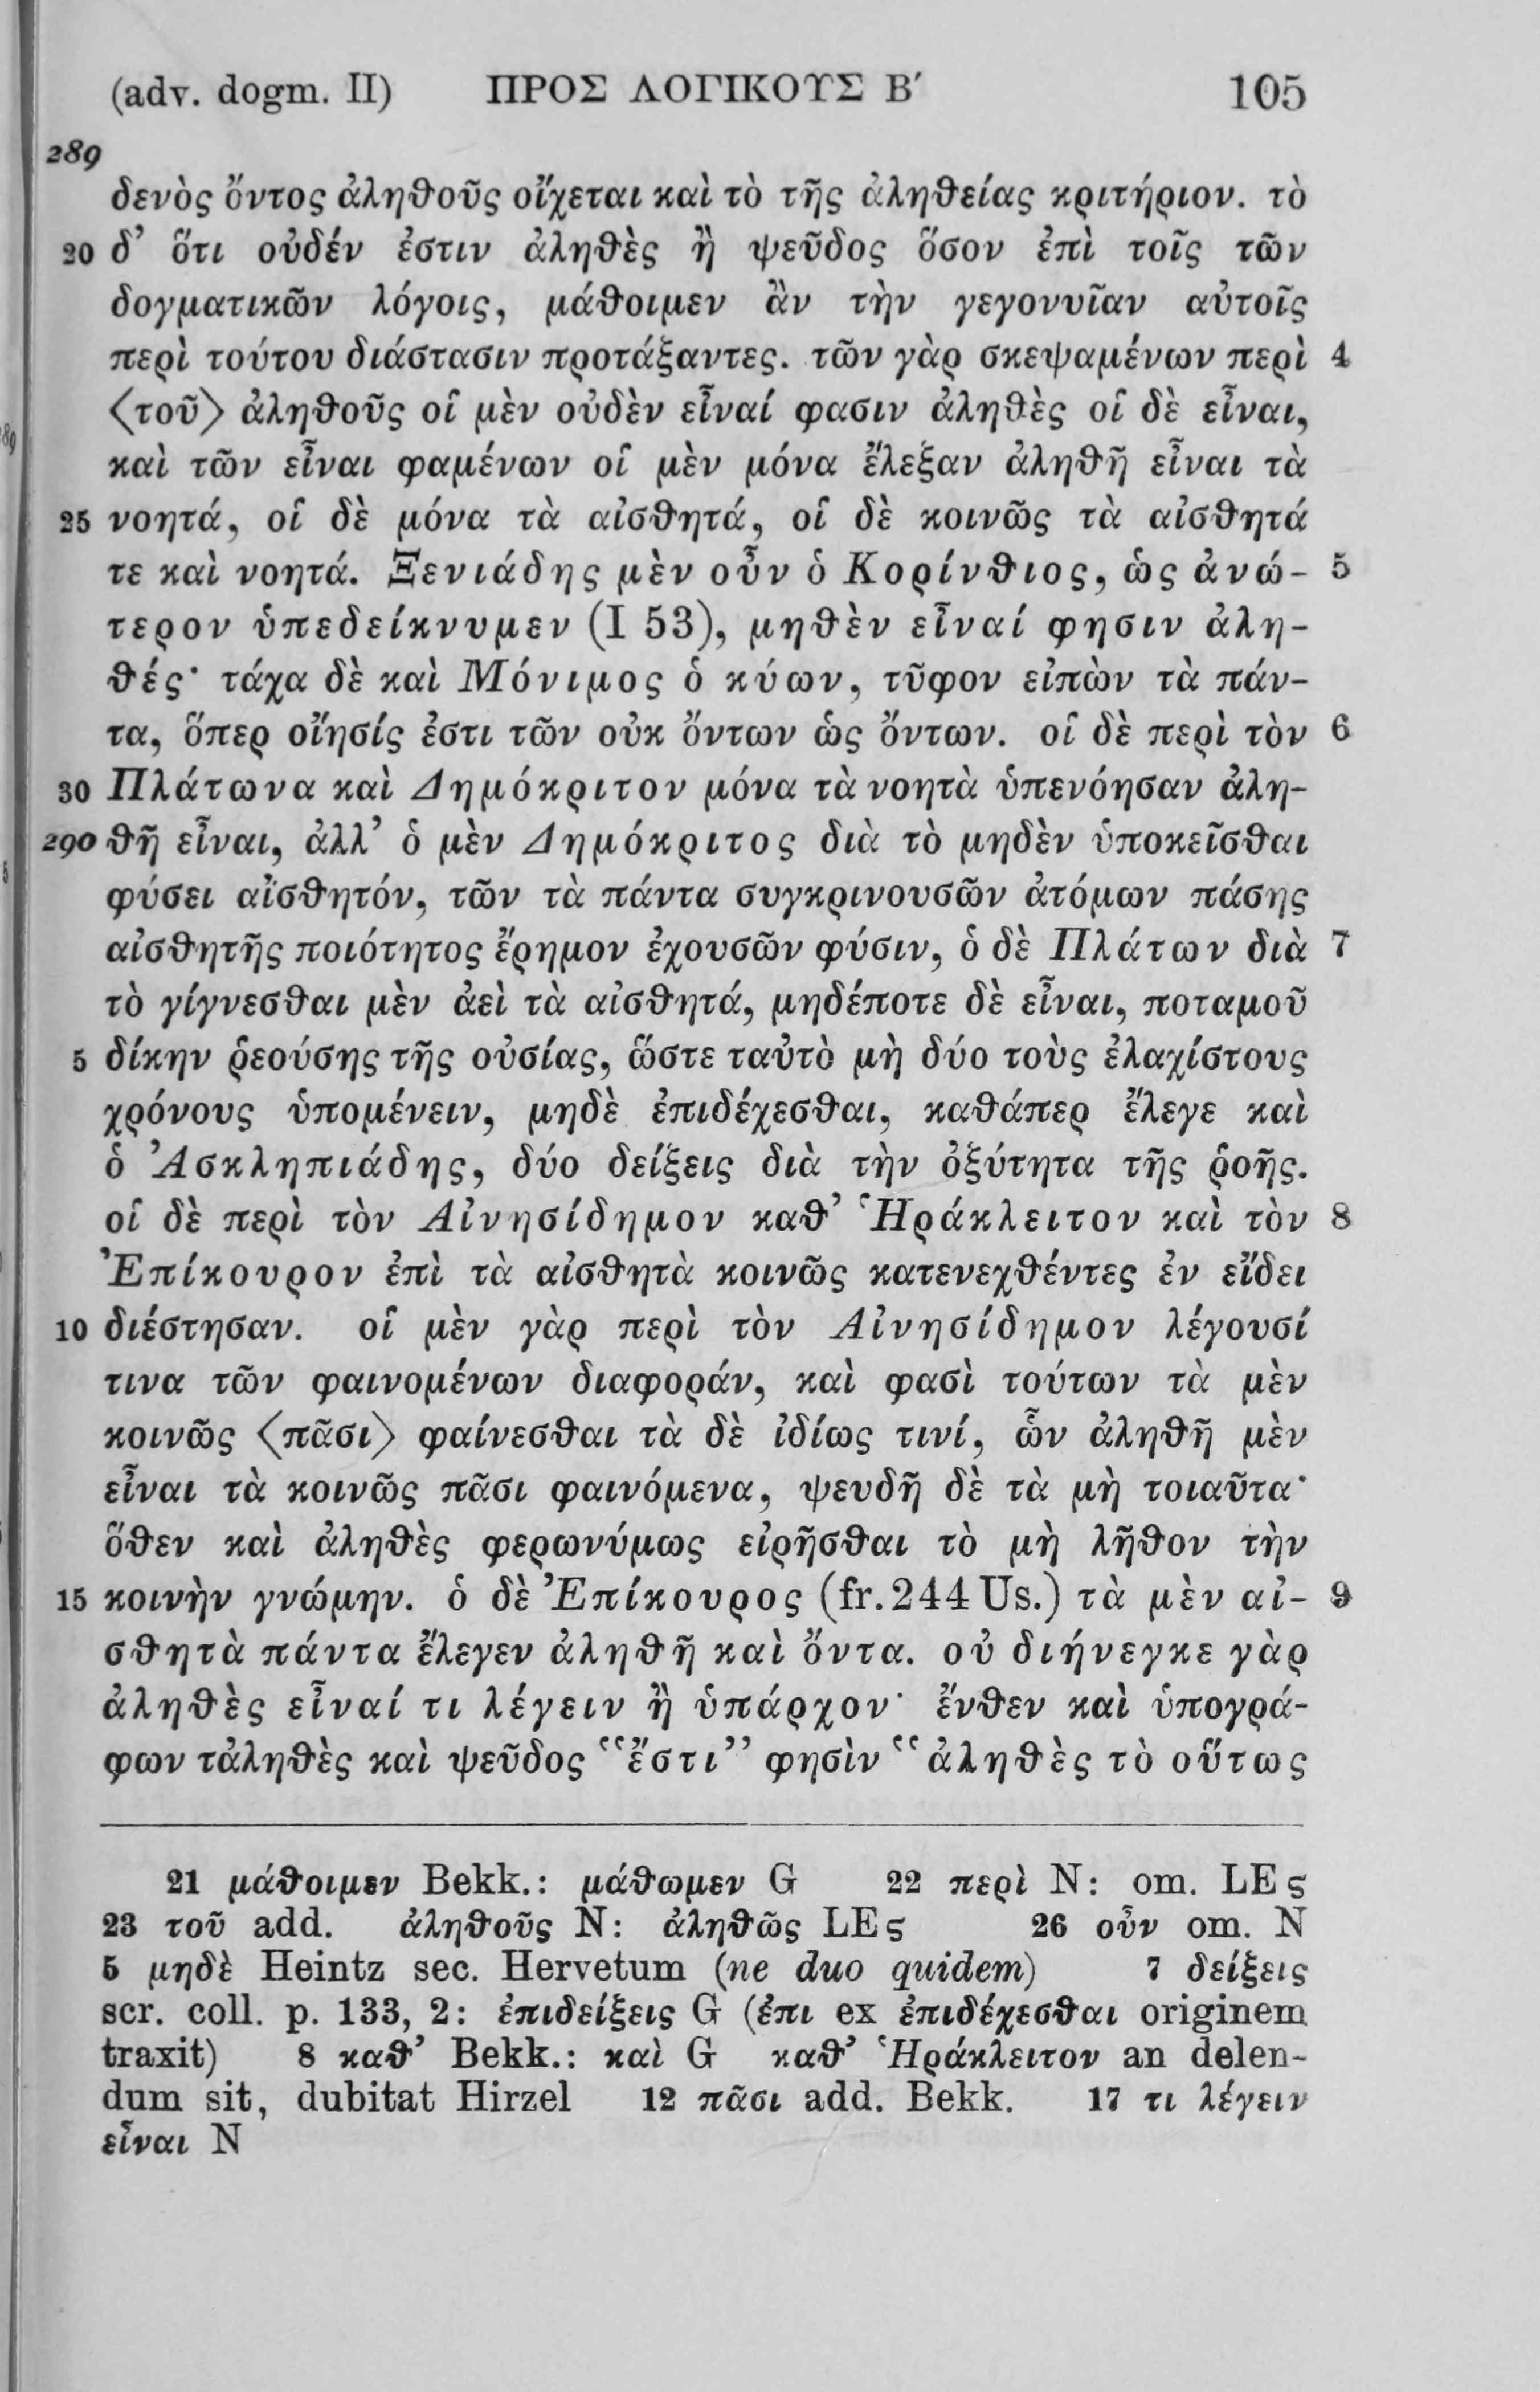 (adv. dogm. II) ΠΡΟΣ ΛΟΓΙΚΟΥΣ Β′ 105
289
δενὸς ὄντος ἀληθοῦς οἴχεται καὶ τὸ τῆς ἀληθείας κριτήριον. τὸ
20 δ’ ὅτι οὐδέν ἐστιν ἀληθὲς ἢ ψεῦδος ὅσον ἐπὶ τοῖς τῶν
δογματικῶν λόγοις, μάθοιμεν ἂν τὴν γεγονυῖαν αὐτοῖς
περὶ τούτου διάστασιν προτάξαντες. τῶν γὰρ σκεψαμένων περὶ 4
⟨τοῦ⟩ ἀληθοῦς οἱ μὲν οὐδὲν εἶναί φασιν ἀληθὲς οἱ δὲ εἶναι,
καὶ τῶν εἶναι φαμένων οἱ μὲν μόνα ἔλεξαν ἀληθῆ εἶναι τὰ
25 νοητά, οἱ δὲ μόνα τὰ αἰσθητά, οἱ δὲ κοινῶς τὰ αἰσθητά
τε καὶ νοητά. Ξενιάδης μὲν οὖν ὁ Κορίνθιος, ὡς ἀνώ- 5
τερον ὑπεδείκνυμεν (I 53), μηθὲν εἶναί φησιν ἀλη-
θές· τάχα δὲ καὶ Μόνιμος ὁ κύων, τῦφον εἰπὼν τὰ πάν-
τα, ὅπερ οἴησίς ἐστι τῶν οὐκ ὄντων ὡς ὄντων. οἱ δὲ περὶ τὸν 6
30 Πλάτωνα καὶ Δημόκριτον μόνα τὰ νοητὰ ὑπενόησαν ἀλη-
290 θῆ εἶναι, ἀλλ’ ὁ μὲν Δημόκριτος διὰ τὸ μηδὲν ὑποκεῖσθαι
φύσει αἰσθητόν, τῶν τὰ πάντα συγκρινουσῶν ἀτόμων πάσης
αἰσθητῆς ποιότητος ἔρημον ἐχουσῶν φύσιν, ὁ δὲ Πλάτων διὰ 7
τὸ γίγνεσθαι μὲν ἀεὶ τὰ αἰσθητά, μηδέποτε δὲ εἶναι, ποταμοῦ
5 δίκην ῥεούσης τῆς οὐσίας, ὥστε ταὐτὸ μὴ δύο τοὺς ἐλαχίστους
χρόνους ὑπομένειν, μηδὲ ἐπιδέχεσθαι, καθάπερ ἔλεγε καὶ
ὁ Ἀσκληπιάδης, δύο δείξεις διὰ τὴν ὀξύτητα τῆς ῥοῆς.
οἱ δὲ περὶ τὸν Αἰνησίδημον καθ’ Ἡράκλειτον καὶ τὸν 8
Ἐπίκουρον ἐπὶ τὰ αἰσθητὰ κοινῶς κατενεχθέντες ἐν εἴδει
10 διέστησαν. οἱ μὲν γὰρ περὶ τὸν Αἰνησίδημον λέγουσί
τινα τῶν φαινομένων διαφοράν, καὶ φασὶ τούτων τὰ μὲν
κοινῶς ⟨πᾶσι⟩ φαίνεσθαι τὰ δὲ ἰδίως τινί, ὧν ἀληθῆ μὲν
εἶναι τὰ κοινῶς πᾶσι φαινόμενα, ψευδῆ δὲ τὰ μὴ τοιαῦτα·
ὅθεν καὶ ἀληθὲς φερωνύμως εἰρῆσθαι τὸ μὴ λῆθον τὴν
15 κοινὴν γνώμην. ὁ δὲ Ἐπίκουρος (fr. 244 Us.) τὰ μὲν αἰ- 9
σθητὰ πάντα ἔλεγεν ἀληθῆ καὶ ὄντα. οὐ διήνεγκε γὰρ
ἀληθὲς εἶναί τι λέγειν ἢ ὑπάρχον· ἔνθεν καὶ ὑπογρά-
φων τἀληθὲς καὶ ψεῦδος “ἔστι” φησὶν “ἀληθὲς τὸ οὕτως
21 μάθοιμεν Bekk.: μάθωμεν G 22 περὶ N: om. LEς
23 τοῦ add. ἀληθοῦς N: ἀληθῶς LEς 26 οὖν om. N
5 μηδὲ Heintz sec. Hervetum (ne duo quidem) 7 δείξεις
scr. coll. p. 133, 2: ἐπιδείξεις G (ἐπι ex ἐπιδέχεσθαι originem
traxit) 8 καθ’ Bekk.: καὶ G καθ’ Ἡράκλειτον an delen-
dum sit, dubitat Hirzel 12 πᾶσι add. Bekk. 17 τι λέγειν
εἶναι N